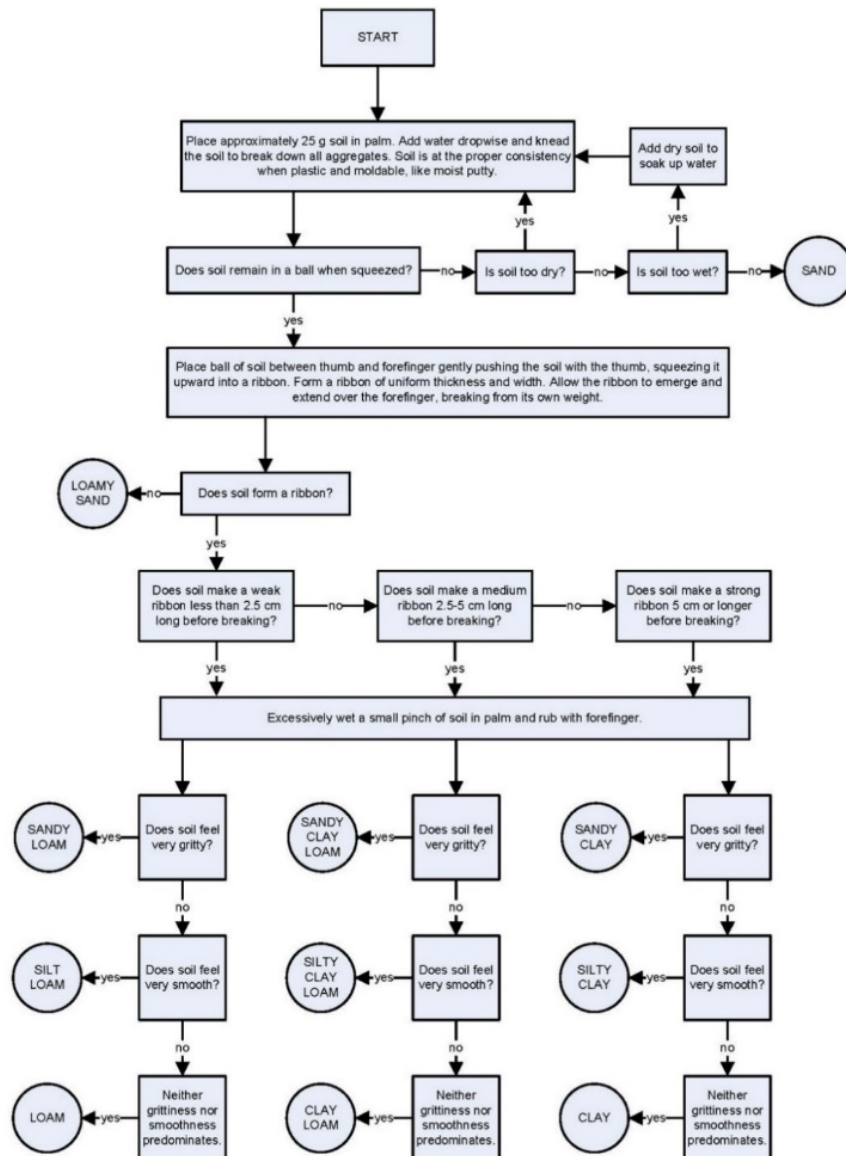 START
Place approximately 25 g soil in palm. Add water dropwise and knead
the soil to break down all aggregates. Soil is at the proper consistency
when plastic and moldable, like moist putty.
Add dry soil to
soak up water
yes
yes
Does soil remain in a ball when squeezed?
no
Is soil too dry?
no
Is soil too wet?
no
SAND
yes
Place ball of soil between thumb and forefinger gently pushing the soil with the thumb, squeezing it
upward into a ribbon. Form a ribbon of uniform thickness and width. Allow the ribbon to emerge and
extend over the forefinger, breaking from its own weight.
LOAMY
SAND
no
Does soil form a ribbon?
yes
Does soil make a weak
ribbon less than 2.5 cm
long before breaking?
no
Does soil make a medium
ribbon 2.5-5 cm long
before breaking?
no
Does soil make a strong
ribbon 5 cm or longer
before breaking?
yes
yes
yes
Excessively wet a small pinch of soil in palm and rub with forefinger.
SANDY
LOAM
yes
Does soil feel
very gritty?
SANDY
CLAY
LOAM
yes
Does soil feel
very gritty?
SANDY
CLAY
yes
Does soil feel
very gritty?
no
no
no
SILT
LOAM
yes
Does soil feel
very smooth?
SILTY
CLAY
LOAM
yes
Does soil feel
very smooth?
SILTY
CLAY
yes
Does soil feel
very smooth?
no
no
no
LOAM
yes
Neither
grittiness nor
smoothness
predominates.
CLAY
LOAM
yes
Neither
grittiness nor
smoothness
predominates.
CLAY
yes
Neither
grittiness nor
smoothness
predominates.